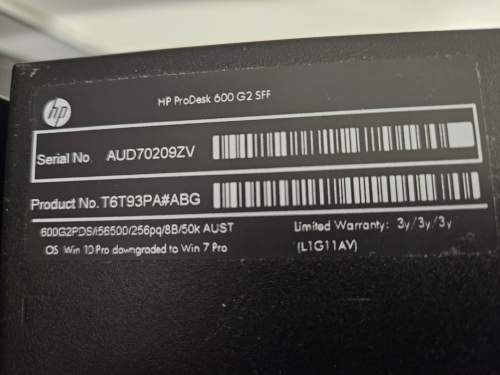 hp
HP ProDesk 600 G2 SFF
Serial No. AUD70209ZV
Product No. T6T93PA#ABG
600G2PDS/i56500/256pq/8B/50k AUST
OS Win 10 Pro downgraded to Win 7 Pro
Limited Warranty: 3y/3y/3y
(L1G11AV)